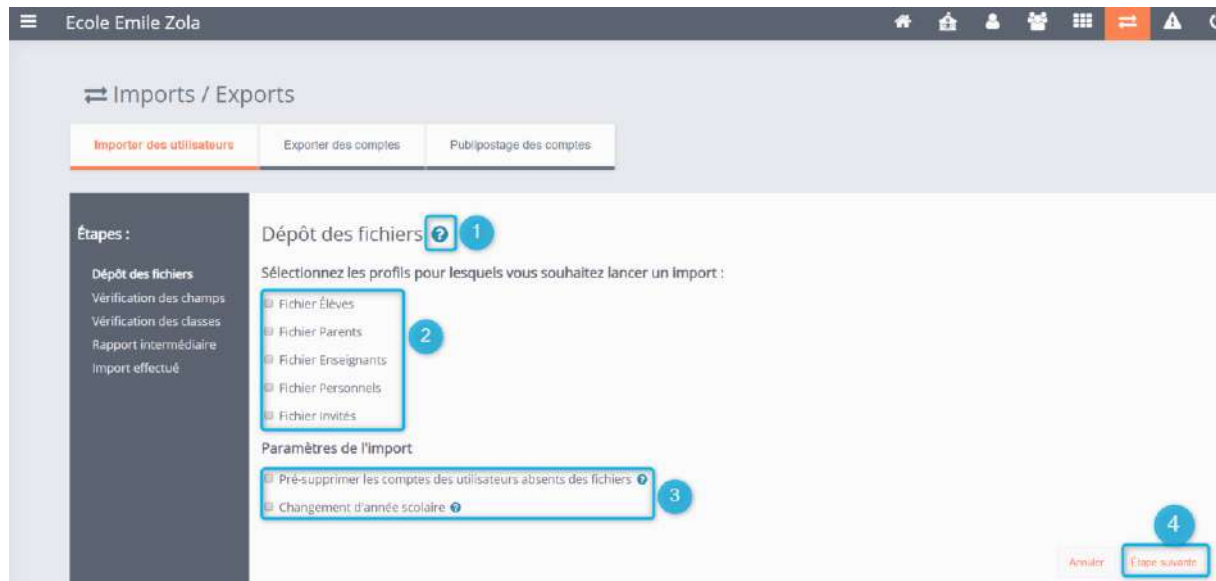 Ecole Emile Zola
Imports / Exports
Importer des utilisateurs
Exporter des comptes
Publipostage des comptes
Étapes :
Dépôt des fichiers
Vérification des champs
Vérification des classes
Rapport intermédiaire
Import effectué
Dépôt des fichiers ? 1
Sélectionnez les profils pour lesquels vous souhaitez lancer un import :
Fichier Élèves
Fichier Parents
2
Fichier Enseignants
Fichier Personnels
Fichier Invités
Paramètres de l'import
Pré-supprimer les comptes des utilisateurs absents des fichiers ?
3
Changement d'année scolaire ?
4
Annuler
Étape suivante